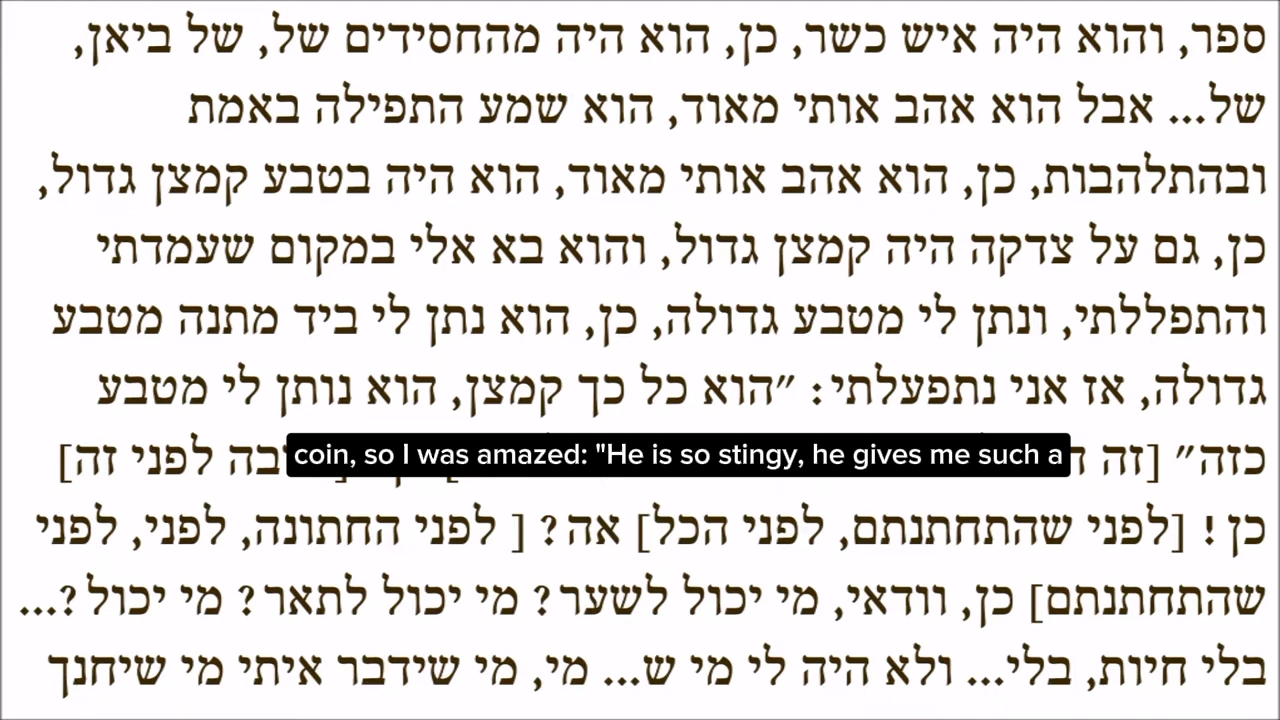 ספר, והוא היה איש כשר, כן, הוא היה מהחסידים של, של ביאן,
של... אבל הוא אהב אותי מאוד, הוא שמע התפילה באמת
ובהתלהבות, כן, הוא אהב אותי מאוד, הוא היה בטבע קמצן גדול,
כן, גם על צדקה היה קמצן גדול, והוא בא אלי במקום שעמדתי
והתפללתי, ונתן לי מטבע גדולה, כן, הוא נתן לי ביד מתנה מטבע
גדולה, אז אני נתפעלתי: "הוא כל כך קמצן, הוא נותן לי מטבע
כזה" [זה לפני זה]
coin, so I was amazed: "He is so stingy, he gives me such a
כן! [לפני שהתחתנתם, לפני הכל] אה? [ לפני החתונה, לפני, לפני
שהתחתנתם] כן, וודאי, מי יכול לשער? מי יכול לתאר? מי יכול?...
בלי חיות, בלי... ולא היה לי מי ש... מי, מי שידבר איתי מי שיחנך